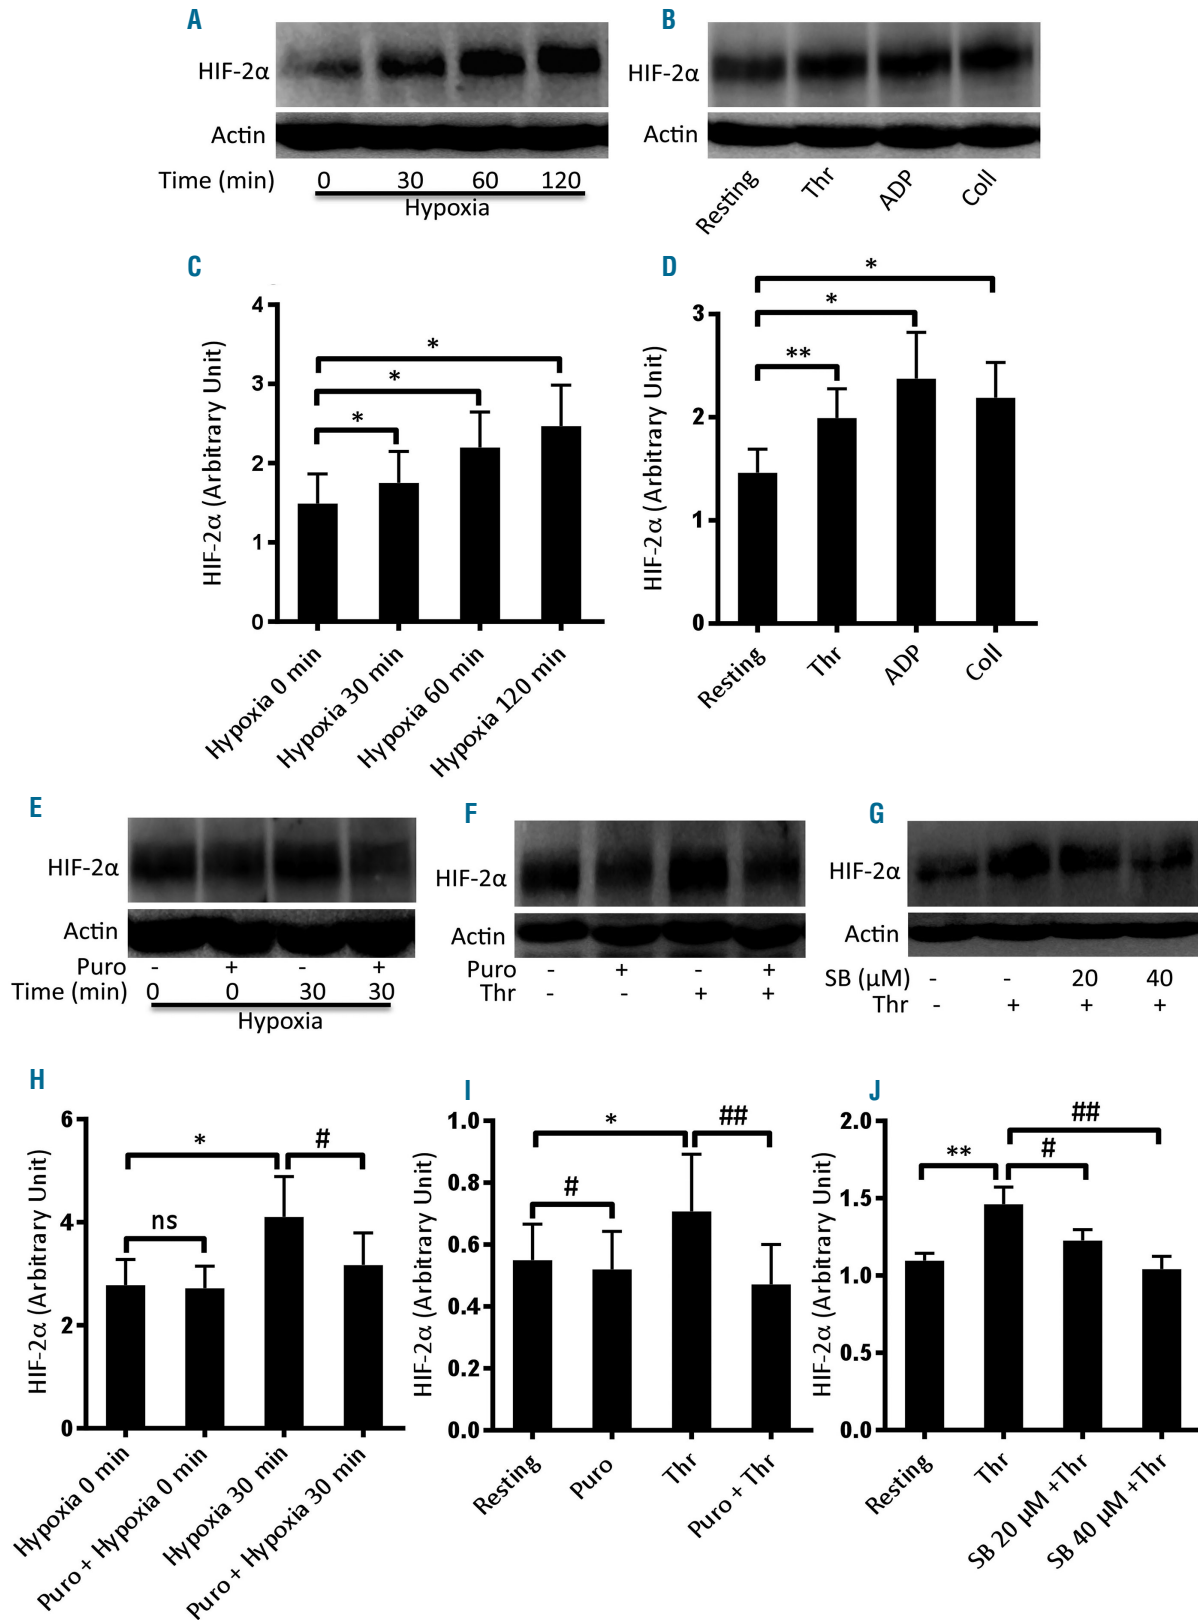 A
HIF-2α
Actin
Time (min) 0 30 60 120
Hypoxia
B
HIF-2α
Actin
Resting Thr ADP Coll
C
HIF-2α (Arbitrary Unit)
4
3
2
1
0
* * *
Hypoxia 0 min
Hypoxia 30 min
Hypoxia 60 min
Hypoxia 120 min
D
HIF-2α (Arbitrary Unit)
3
2
1
0
* * **
Resting
Thr
ADP
Coll
E
HIF-2α
Actin
Puro - + - +
Time (min) 0 0 30 30
Hypoxia
F
HIF-2α
Actin
Puro - + - +
Thr - - + +
G
HIF-2α
Actin
SB (µM) - - 20 40
Thr - + + +
H
HIF-2α (Arbitrary Unit)
6
4
2
0
* # ns
Hypoxia 0 min
Puro + Hypoxia 0 min
Hypoxia 30 min
Puro + Hypoxia 30 min
I
HIF-2α (Arbitrary Unit)
1.0
0.8
0.6
0.4
0.2
0.0
* ## #
Resting
Puro
Thr
Puro + Thr
J
HIF-2α (Arbitrary Unit)
2.0
1.5
1.0
0.5
0.0
## ** #
Resting
Thr
SB 20 µM +Thr
SB 40 µM +Thr